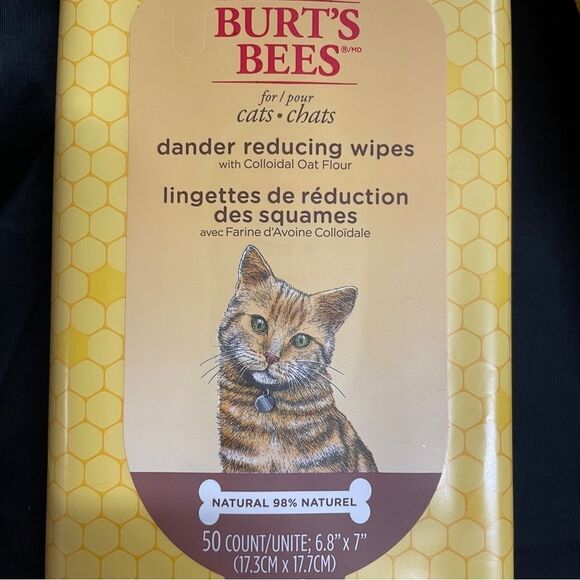 BURT'S
BEES®/MD
for / pour
cats • chats
dander reducing wipes
with Colloidal Oat Flour
lingettes de réduction
des squames
avec Farine d'Avoine Colloïdale
NATURAL 98% NATUREL
50 COUNT/UNITE; 6.8" x 7"
(17.3CM x 17.7CM)